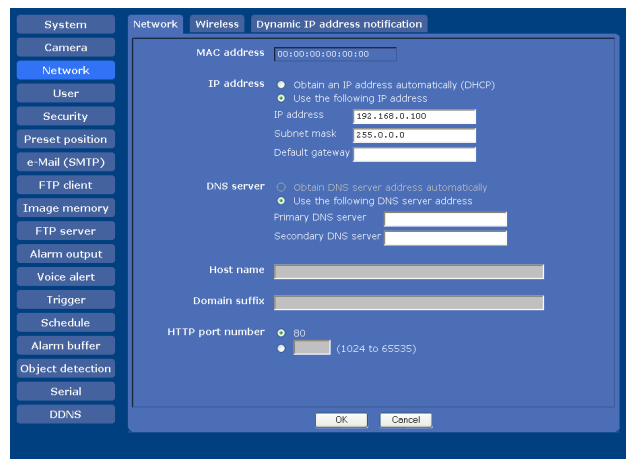 System
Camera
Network
User
Security
Preset position
e-Mail (SMTP)
FTP client
Image memory
FTP server
Alarm output
Voice alert
Trigger
Schedule
Alarm buffer
Object detection
Serial
DDNS
Network Wireless Dynamic IP address notification
MAC address 00:00:00:00:00:00
IP address Obtain an IP address automatically (DHCP)
Use the following IP address
IP address 192.168.0.100
Subnet mask 255.0.0.0
Default gateway
DNS server Obtain DNS server address automatically
Use the following DNS server address
Primary DNS server
Secondary DNS server
Host name
Domain suffix
HTTP port number 80
(1024 to 65535)
OK Cancel